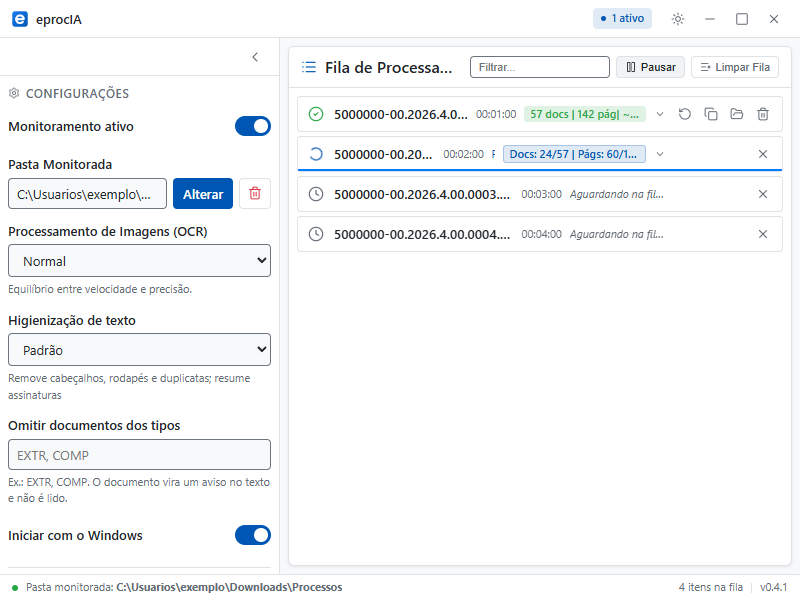 eprocIA
1 ativo
CONFIGURAÇÕES
Monitoramento ativo
Pasta Monitorada
C:\Usuarios\exemplo\...
Alterar
Processamento de Imagens (OCR)
Normal
Equilíbrio entre velocidade e precisão.
Higienização de texto
Padrão
Remove cabeçalhos, rodapés e duplicatas; resume
assinaturas
Omitir documentos dos tipos
EXTR, COMP
Ex.: EXTR, COMP. O documento vira um aviso no texto
e não é lido.
Iniciar com o Windows
Fila de Processa...
Filtrar...
Pausar
Limpar Fila
5000000-00.2026.4.0... 00:01:00 57 docs | 142 pág| ~...
5000000-00.20... 00:02:00 Docs: 24/57 | Págs: 60/1...
5000000-00.2026.4.00.0003.... 00:03:00 Aguardando na fil...
5000000-00.2026.4.00.0004.... 00:04:00 Aguardando na fil...
Pasta monitorada: C:\Usuarios\exemplo\Downloads\Processos
4 itens na fila
v0.4.1